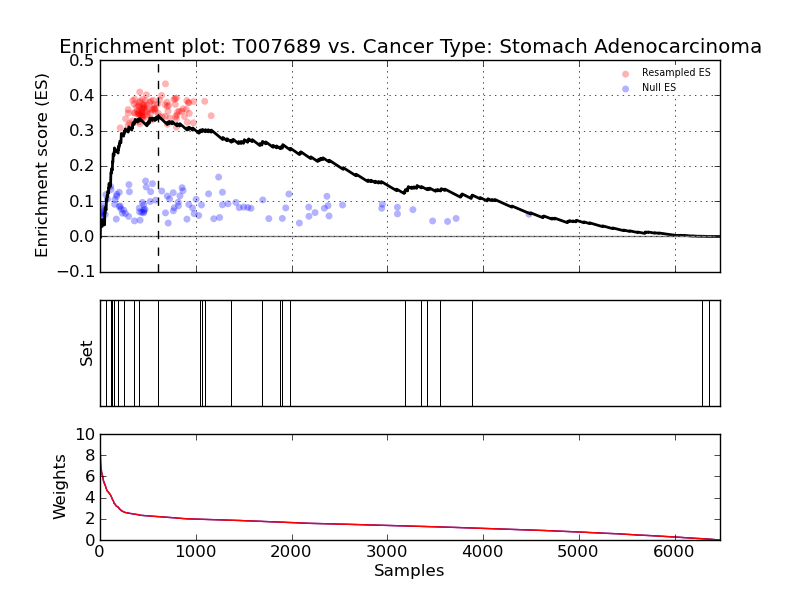 Enrichment plot: T007689 vs. Cancer Type: Stomach Adenocarcinoma
0.5
0.4
0.3
0.2
0.1
0.0
−0.1
Enrichment score (ES)
Resampled ES
Null ES
Set
10
8
6
4
2
0
Weights
0
1000
2000
3000
4000
5000
6000
Samples